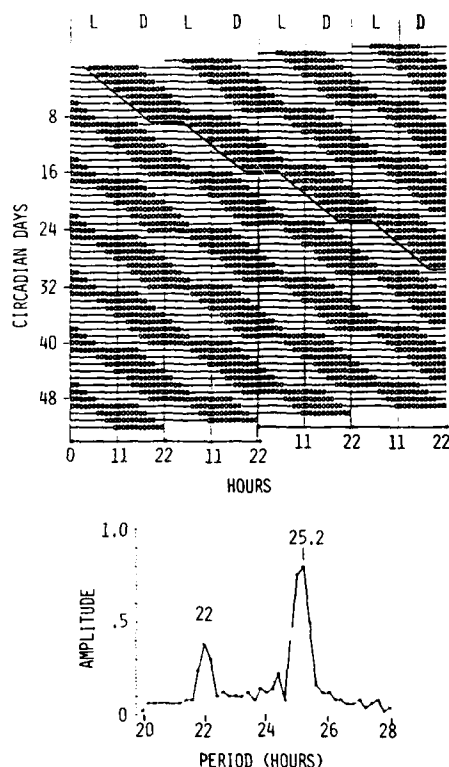 L D L D L D L D
8
16
24
32
40
48
CIRCADIAN DAYS
0 11 22 11 22 11 22 11 22
HOURS
1.0
.5
0
AMPLITUDE
22
25.2
20 22 24 26 28
PERIOD (HOURS)